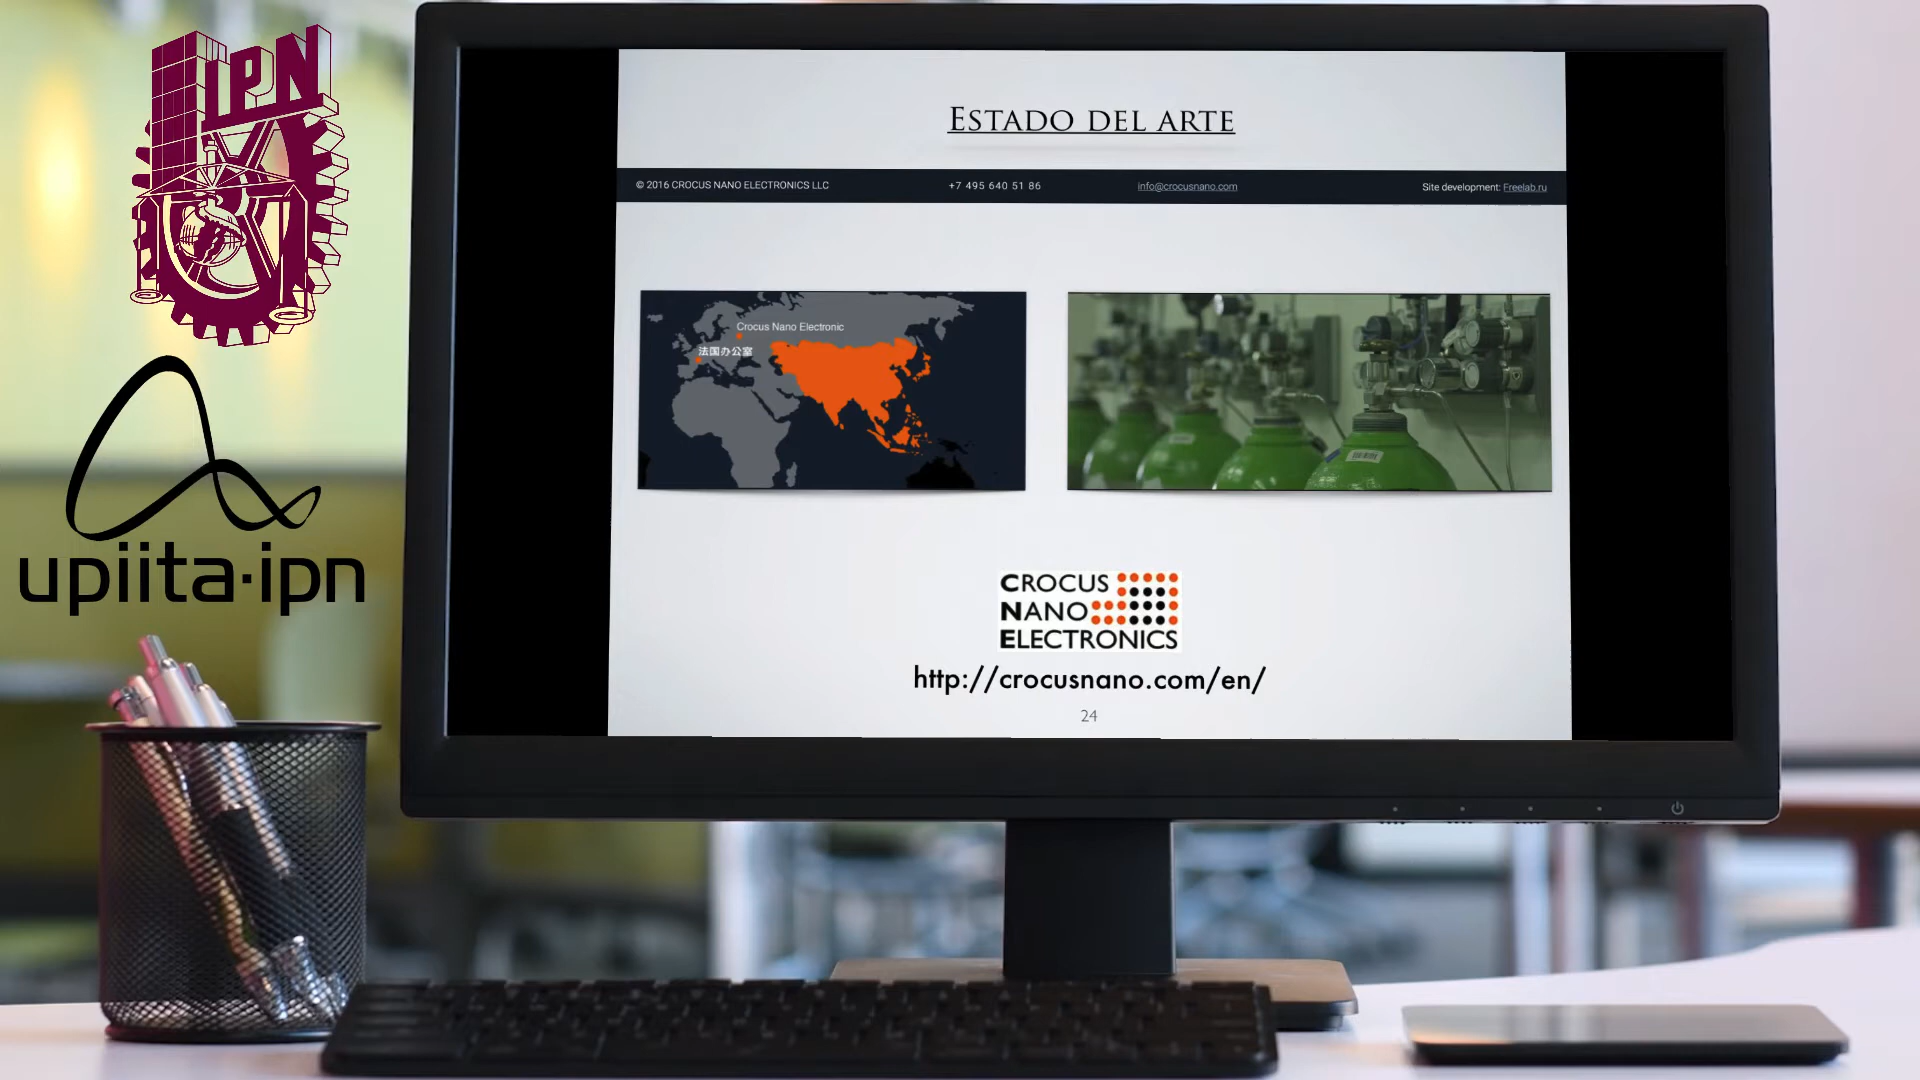 IPN
upiita·ipn
ESTADO DEL ARTE
© 2016 CROCUS NANO ELECTRONICS LLC
+7 495 640 51 86
info@crocusnano.com
Site development: Freelab.ru
Crocus Nano Electronic
法国办公室
CROCUS
NANO
ELECTRONICS
http://crocusnano.com/en/
24